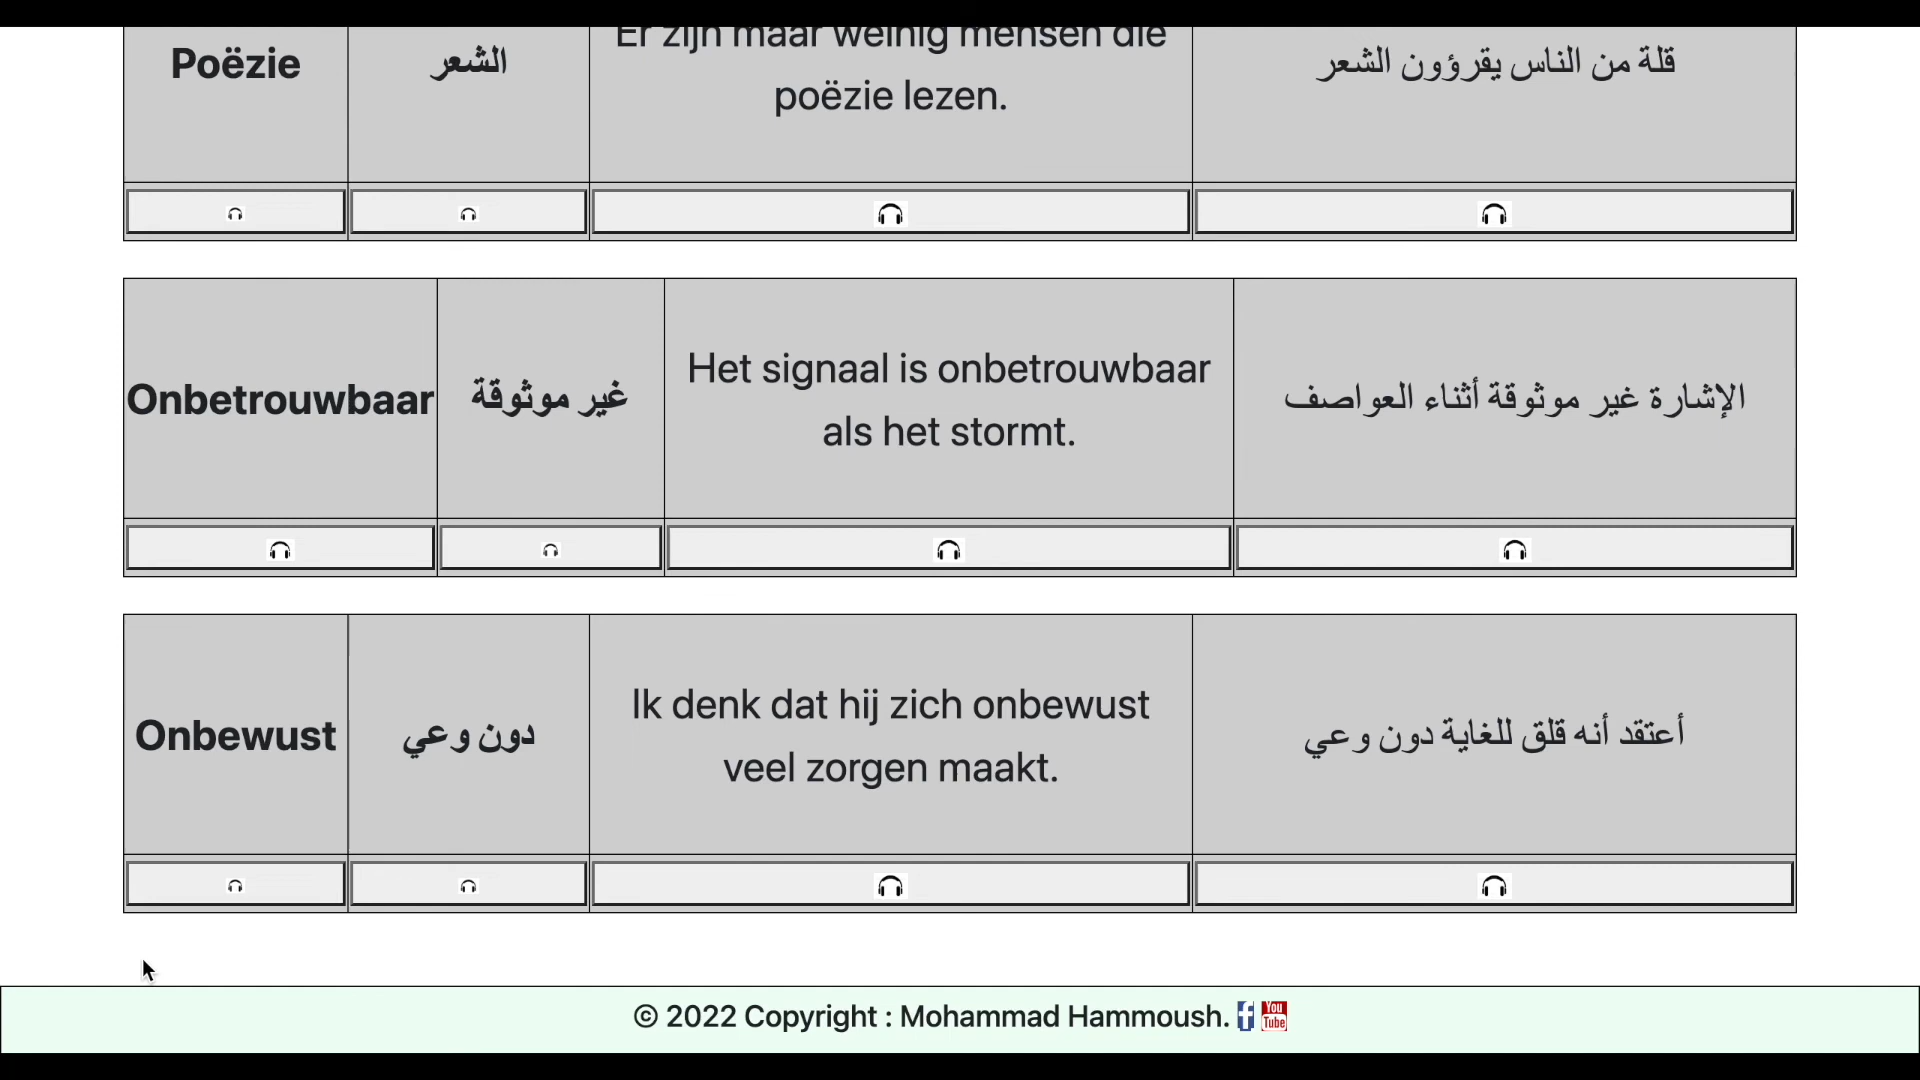 Er zijn maar weinig mensen die
Poëzie
الشعر
poëzie lezen.
قلة من الناس يقرؤون الشعر
Onbetrouwbaar
غير موثوقة
Het signaal is onbetrouwbaar
als het stormt.
الإشارة غير موثوقة أثناء العواصف
Onbewust
دون وعي
Ik denk dat hij zich onbewust
veel zorgen maakt.
أعتقد أنه قلق للغاية دون وعي
© 2022 Copyright : Mohammad Hammoush.
f
You
Tube